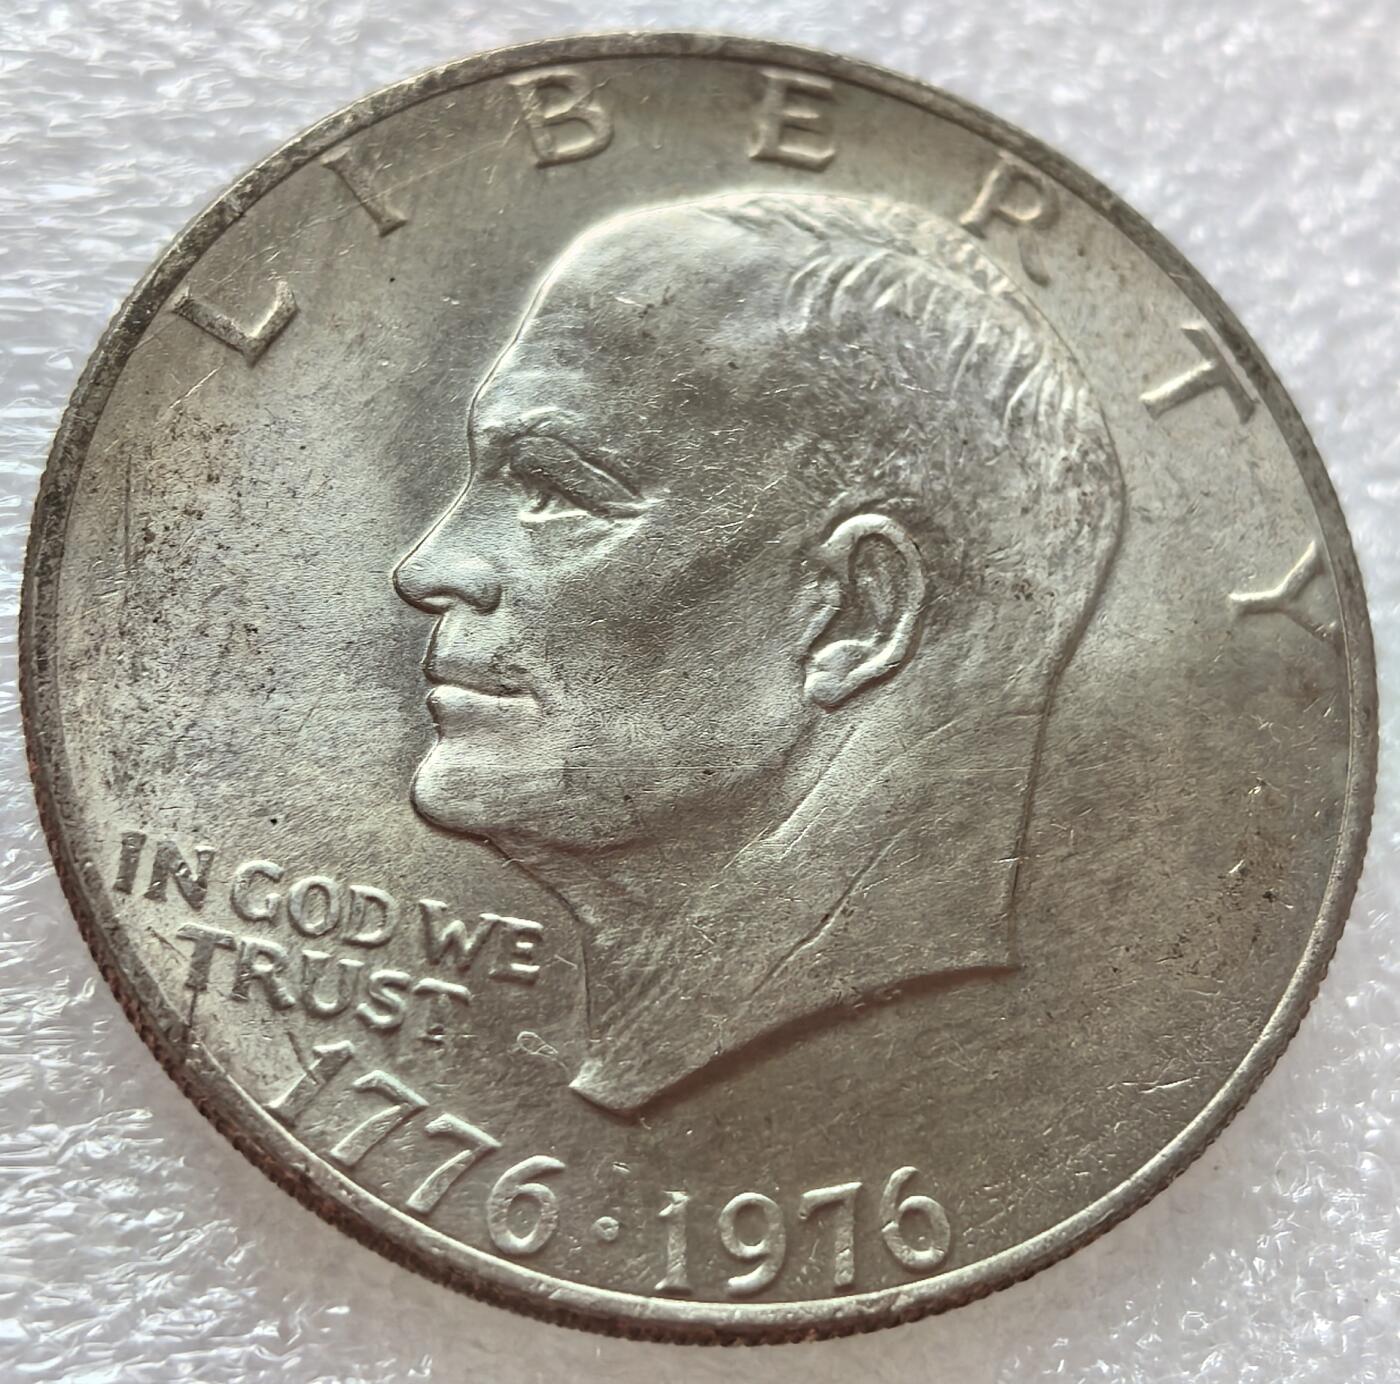 LIBERTY
IN GOD WE
TRUST
1776·1976